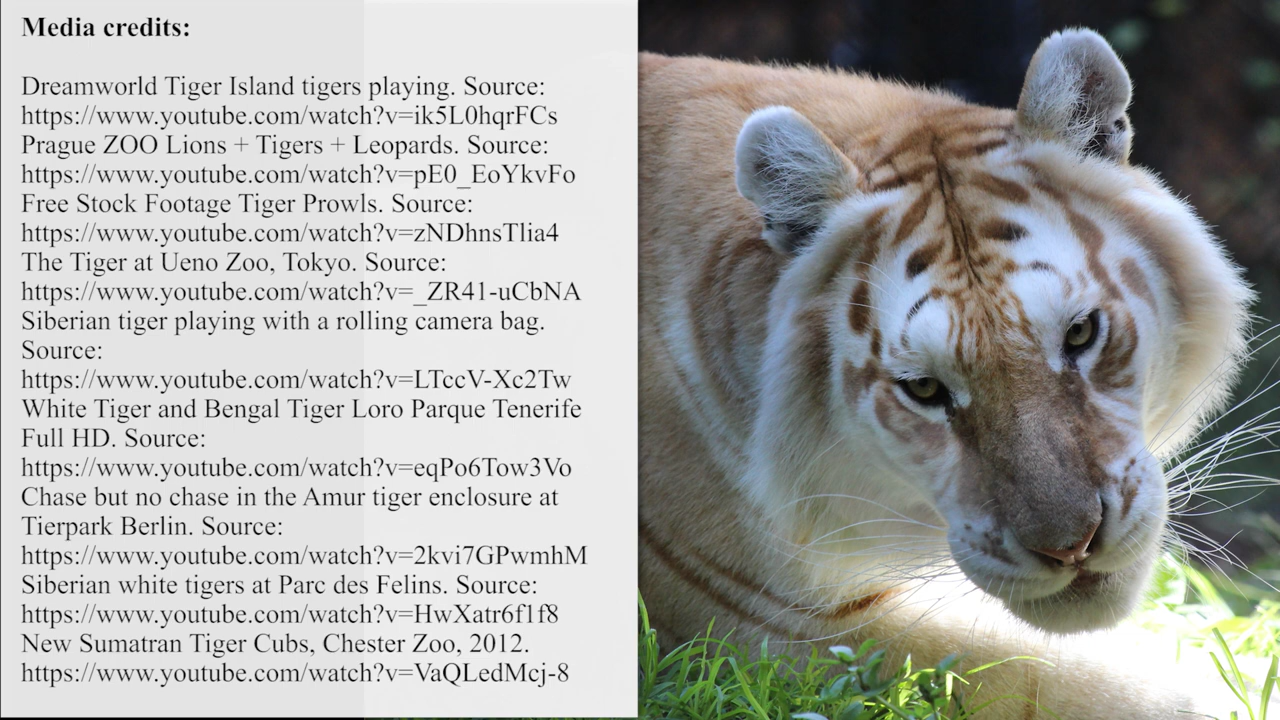 Media credits:
Dreamworld Tiger Island tigers playing. Source:
https://www.youtube.com/watch?v=ik5L0hqrFCs
Prague ZOO Lions + Tigers + Leopards. Source:
https://www.youtube.com/watch?v=pE0_EoYkvFo
Free Stock Footage Tiger Prowls. Source:
https://www.youtube.com/watch?v=zNDhnsTlia4
The Tiger at Ueno Zoo, Tokyo. Source:
https://www.youtube.com/watch?v=_ZR41-uCbNA
Siberian tiger playing with a rolling camera bag.
Source:
https://www.youtube.com/watch?v=LTccV-Xc2Tw
White Tiger and Bengal Tiger Loro Parque Tenerife
Full HD. Source:
https://www.youtube.com/watch?v=eqPo6Tow3Vo
Chase but no chase in the Amur tiger enclosure at
Tierpark Berlin. Source:
https://www.youtube.com/watch?v=2kvi7GPwmhM
Siberian white tigers at Parc des Felins. Source:
https://www.youtube.com/watch?v=HwXatr6f1f8
New Sumatran Tiger Cubs, Chester Zoo, 2012.
https://www.youtube.com/watch?v=VaQLedMcj-8